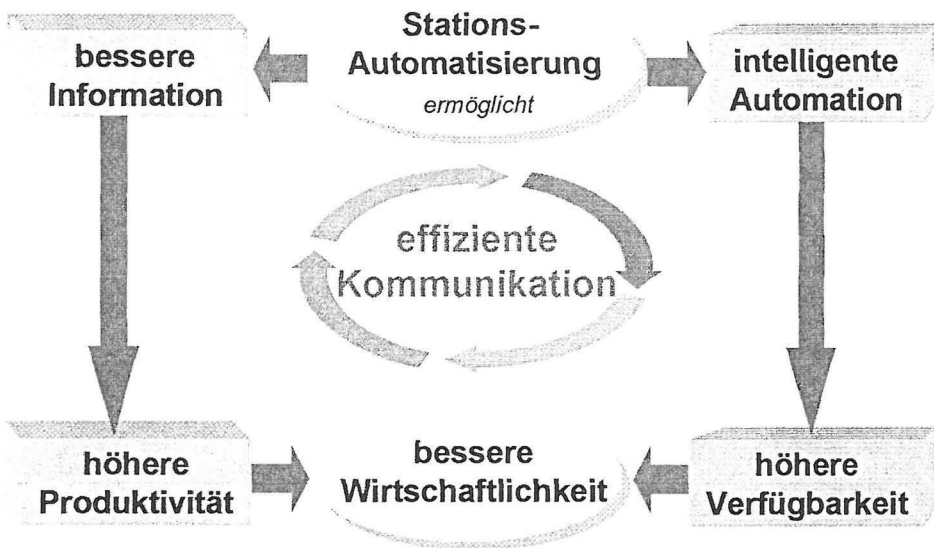 Stations-
Automatisierung
ermöglicht
bessere
Information
intelligente
Automation
effiziente
Kommunikation
höhere
Produktivität
bessere
Wirtschaftlichkeit
höhere
Verfügbarkeit